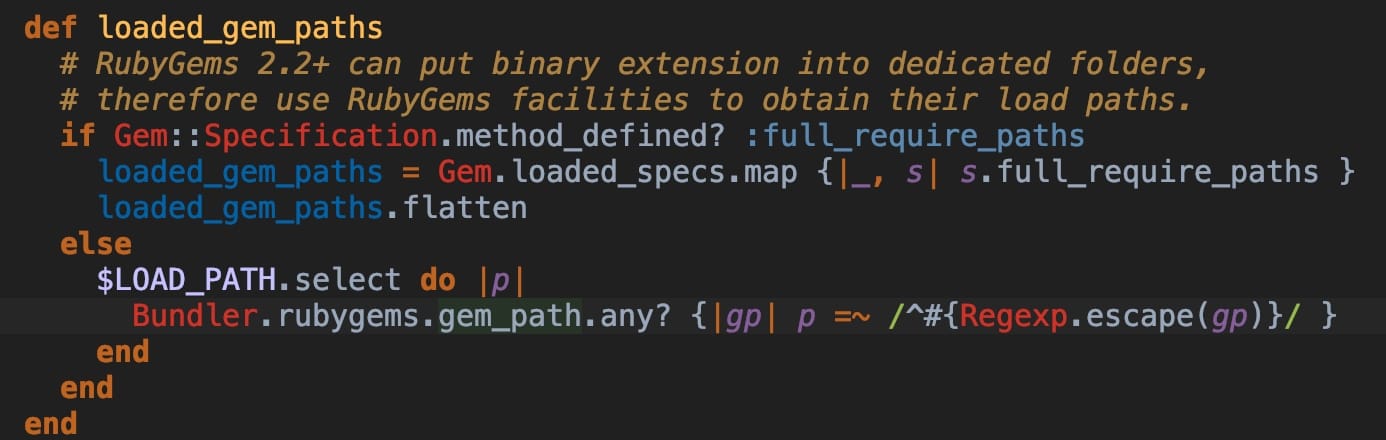 def loaded_gem_paths
# RubyGems 2.2+ can put binary extension into dedicated folders,
# therefore use RubyGems facilities to obtain their load paths.
if Gem::Specification.method_defined? :full_require_paths
loaded_gem_paths = Gem.loaded_specs.map {|_, s| s.full_require_paths }
loaded_gem_paths.flatten
else
$LOAD_PATH.select do |p|
Bundler.rubygems.gem_path.any? {|gp| p =~ /^#{Regexp.escape(gp)}/ }
end
end
end